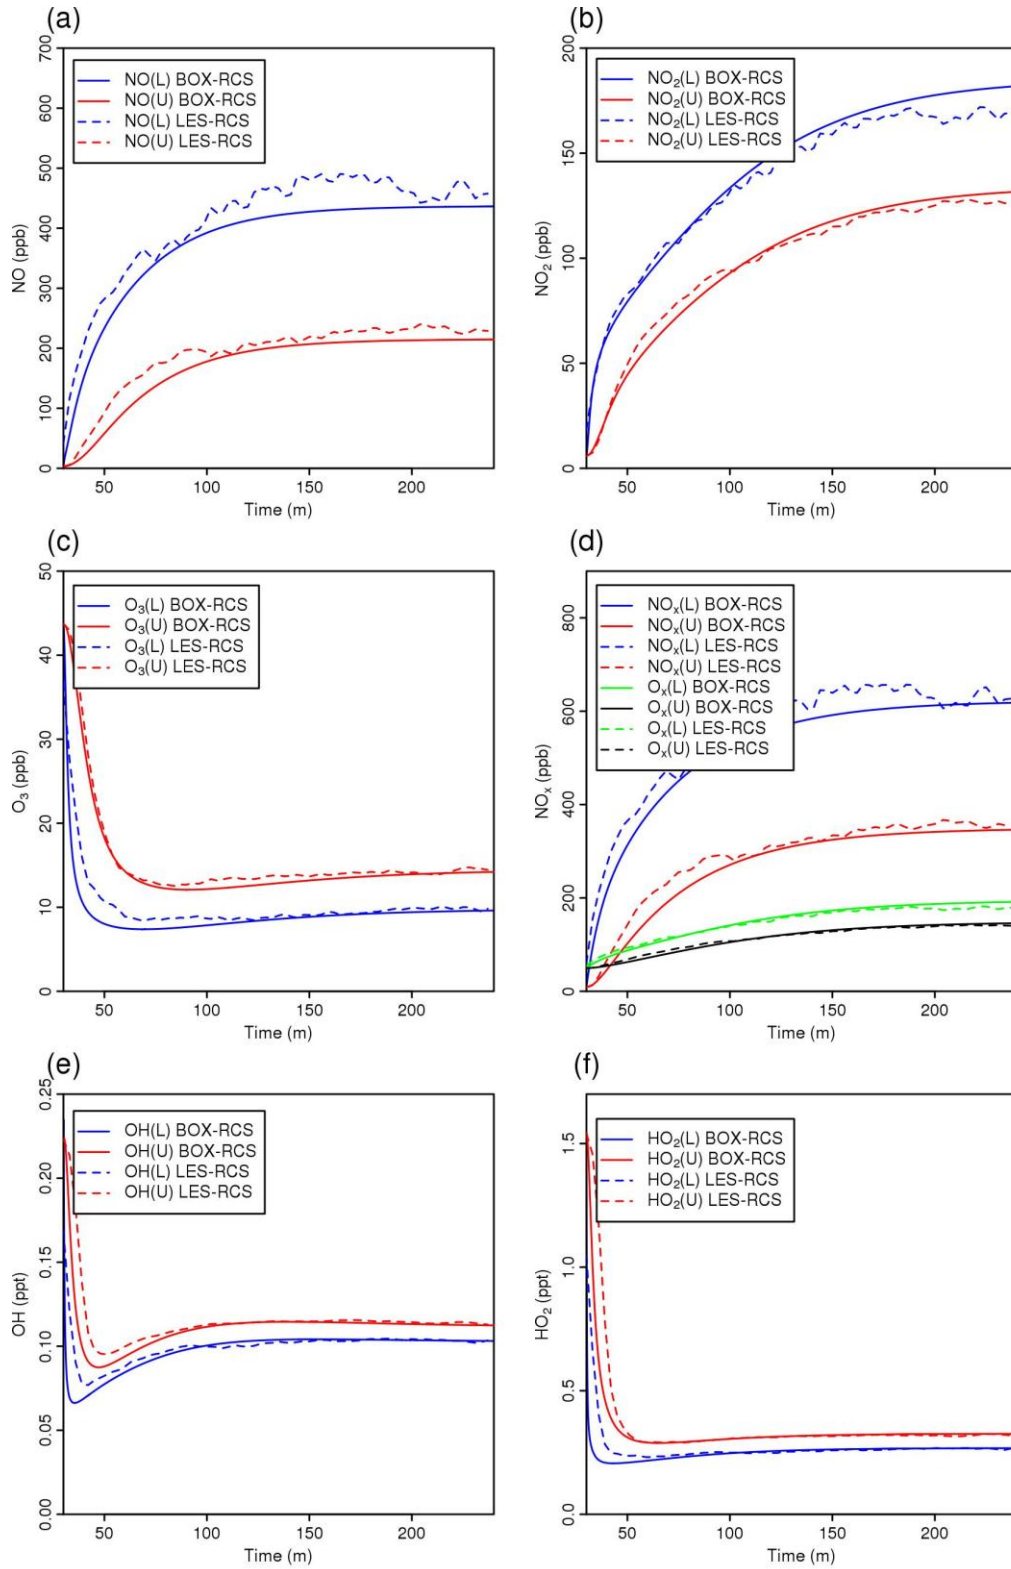 (a)
700
600
500
400
300
200
100
0
NO (ppb)
NO(L) BOX-RCS
NO(U) BOX-RCS
NO(L) LES-RCS
NO(U) LES-RCS
50 100 150 200
Time (m)
(b)
200
150
100
50
0
NO₂ (ppb)
NO₂(L) BOX-RCS
NO₂(U) BOX-RCS
NO₂(L) LES-RCS
NO₂(U) LES-RCS
50 100 150 200
Time (m)
(c)
50
40
30
20
10
0
O₃ (ppb)
O₃(L) BOX-RCS
O₃(U) BOX-RCS
O₃(L) LES-RCS
O₃(U) LES-RCS
50 100 150 200
Time (m)
(d)
800
600
400
200
0
NOₓ (ppb)
NOₓ(L) BOX-RCS
NOₓ(U) BOX-RCS
NOₓ(L) LES-RCS
NOₓ(U) LES-RCS
Oₓ(L) BOX-RCS
Oₓ(U) BOX-RCS
Oₓ(L) LES-RCS
Oₓ(U) LES-RCS
50 100 150 200
Time (m)
(e)
0.25
0.20
0.15
0.10
0.05
0.00
OH (ppt)
OH(L) BOX-RCS
OH(U) BOX-RCS
OH(L) LES-RCS
OH(U) LES-RCS
50 100 150 200
Time (m)
(f)
1.5
1.0
0.5
0.0
HO₂ (ppt)
HO₂(L) BOX-RCS
HO₂(U) BOX-RCS
HO₂(L) LES-RCS
HO₂(U) LES-RCS
50 100 150 200
Time (m)